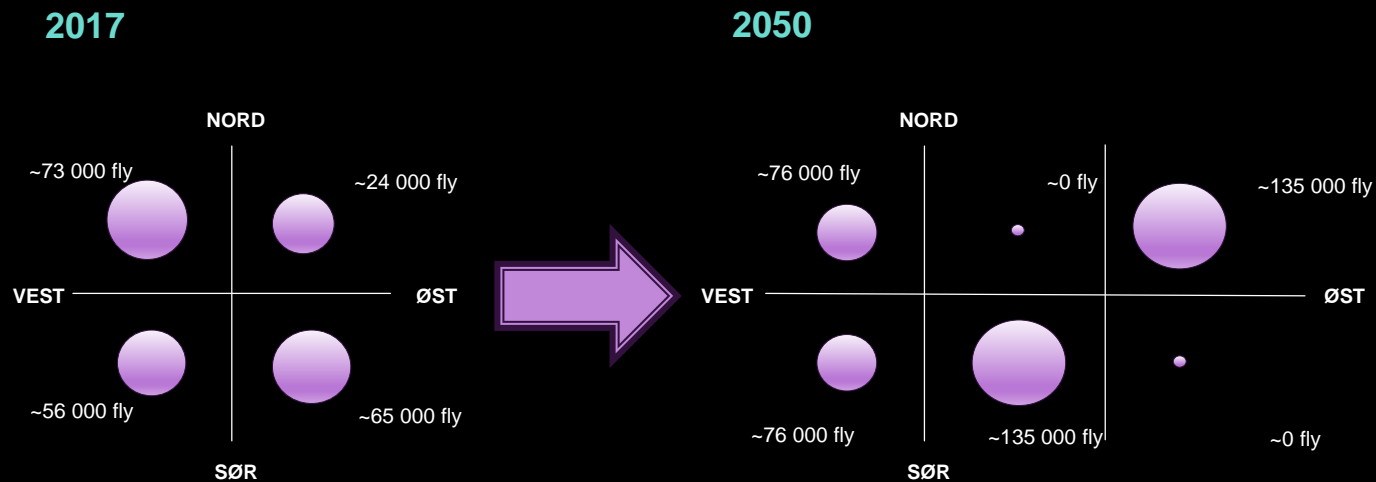 2017
NORD
~73 000 fly
~24 000 fly
VEST
ØST
~56 000 fly
~65 000 fly
SØR
2050
NORD
~76 000 fly
~0 fly
~135 000 fly
VEST
ØST
~76 000 fly
~135 000 fly
~0 fly
SØR